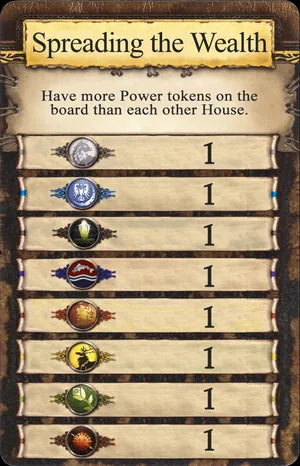 Spreading the Wealth
Have more Power tokens on the
board than each other House.
1
1
1
1
1
1
1
1